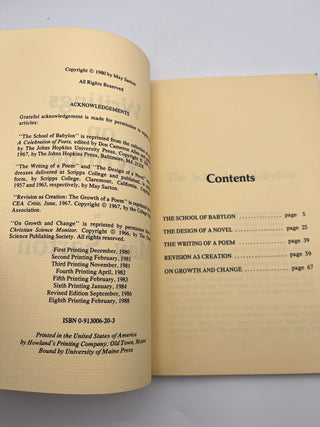 Copyright © 1980 by May Sarton
All Rights Reserved
ACKNOWLEDGEMENTS
Grateful acknowledgement is made for permission to
articles:
"The School of Babylon" is reprinted from the
A Celebration of Poets, edited by Don Cameron
by The Johns Hopkins University Press. Copyright
1967, by The Johns Hopkins Press, Baltimore,
"The Writing of a Poem" and "The Design of a
dresses delivered at Scripps College and printed
by Scripps College, Claremont, California.
1957 and 1963, respectively, by May Sarton.
"Revision as Creation: The Growth of a Poem" is
CEA Critic; June, 1967: Copyright © 1967, by the
Association.
"On Growth and Change" is reprinted by
Christian Science Monitor. Copyright © by the
Science Publishing Society. All rights reserved.
First Printing December, 1980
Second Printing February, 1981
Third Printing November, 1981
Fourth Printing April, 1982
Fifth Printing February, 1983
Sixth Printing January, 1984
Revised Edition September, 1986
Eighth Printing February, 1988
ISBN 0-913006-20-3
Printed in the United States of America
by Howland's Printing Company, Old Town, Maine
Bound by University of Maine Press
Contents
THE SCHOOL OF BABYLON ........ page 5
THE DESIGN OF A NOVEL ........ page 25
THE WRITING OF A POEM ........ page 39
REVISION AS CREATION ........ page 59
ON GROWTH AND CHANGE ........ page 67